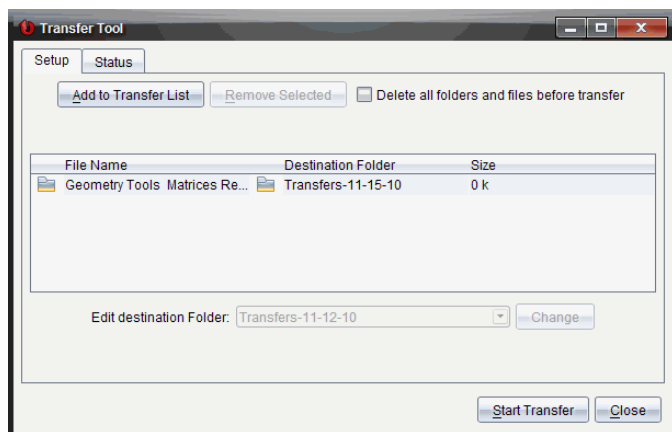 Transfer Tool
Setup Status
Add to Transfer List Remove Selected Delete all folders and files before transfer
File Name Destination Folder Size
Geometry Tools Matrices Re... Transfers-11-15-10 0 k
Edit destination Folder: Transfers-11-12-10 Change
Start Transfer Close